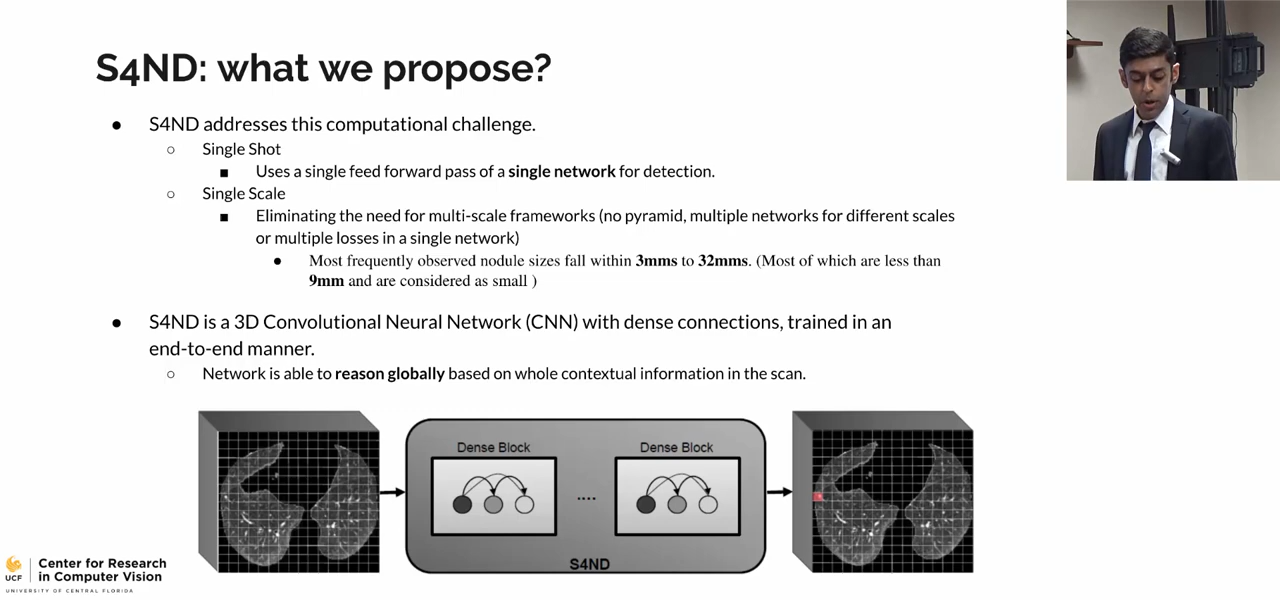 S4ND: what we propose?
● S4ND addresses this computational challenge.
○ Single Shot
■ Uses a single feed forward pass of a single network for detection.
○ Single Scale
■ Eliminating the need for multi-scale frameworks (no pyramid, multiple networks for different scales
or multiple losses in a single network)
● Most frequently observed nodule sizes fall within 3mms to 32mms. (Most of which are less than
9mm and are considered as small )
● S4ND is a 3D Convolutional Neural Network (CNN) with dense connections, trained in an
end-to-end manner.
○ Network is able to reason globally based on whole contextual information in the scan.
Dense Block
....
Dense Block
S4ND
UCF
Center for Research
in Computer Vision
UNIVERSITY OF CENTRAL FLORIDA